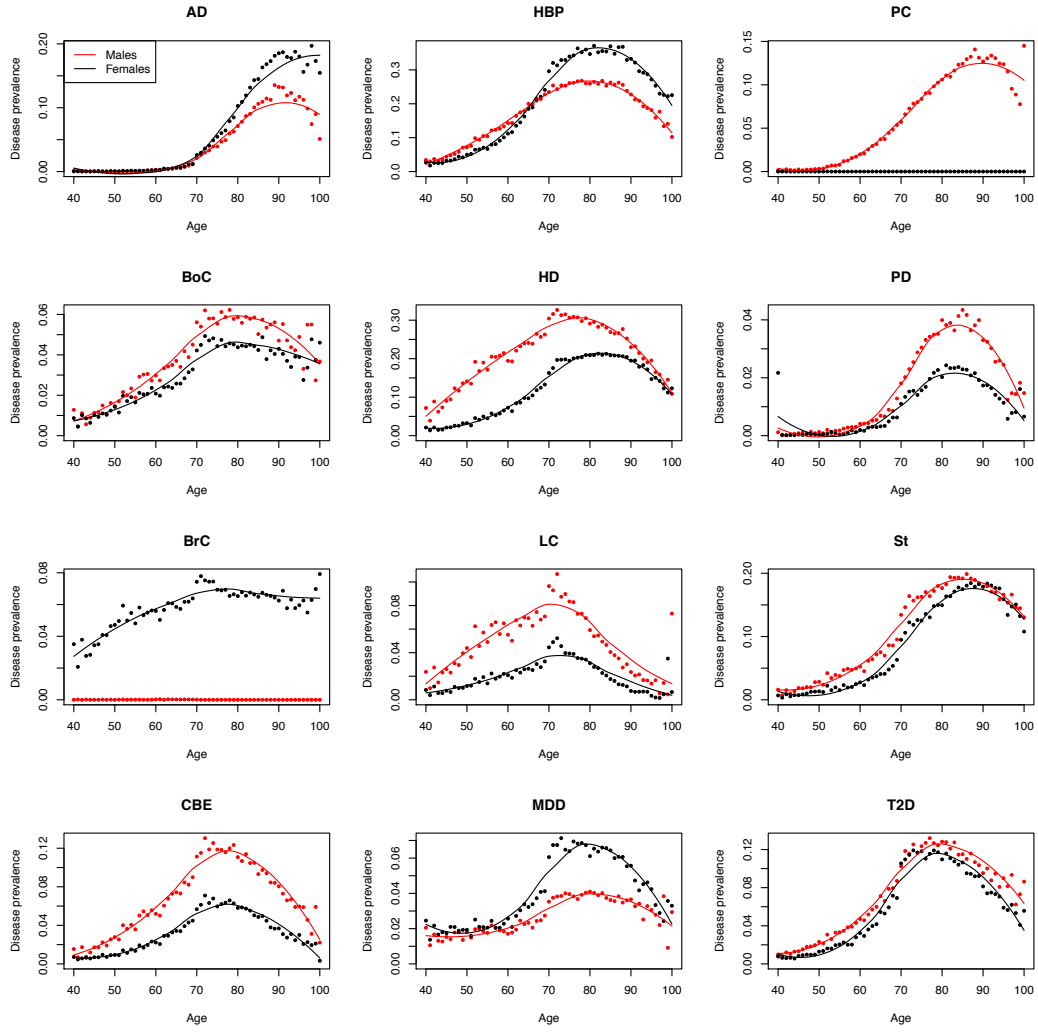 AD
Disease prevalence
0.00 0.10 0.20
Males
Females
40 50 60 70 80 90 100
Age
HBP
Disease prevalence
0.0 0.1 0.2 0.3
40 50 60 70 80 90 100
Age
PC
Disease prevalence
0.00 0.05 0.10 0.15
40 50 60 70 80 90 100
Age
BoC
Disease prevalence
0.00 0.02 0.04 0.06
40 50 60 70 80 90 100
Age
HD
Disease prevalence
0.00 0.10 0.20 0.30
40 50 60 70 80 90 100
Age
PD
Disease prevalence
0.00 0.02 0.04
40 50 60 70 80 90 100
Age
BrC
Disease prevalence
0.00 0.04 0.08
40 50 60 70 80 90 100
Age
LC
Disease prevalence
0.00 0.04 0.08
40 50 60 70 80 90 100
Age
St
Disease prevalence
0.00 0.10 0.20
40 50 60 70 80 90 100
Age
CBE
Disease prevalence
0.00 0.04 0.08 0.12
40 50 60 70 80 90 100
Age
MDD
Disease prevalence
0.00 0.02 0.04 0.06
40 50 60 70 80 90 100
Age
T2D
Disease prevalence
0.00 0.04 0.08 0.12
40 50 60 70 80 90 100
Age